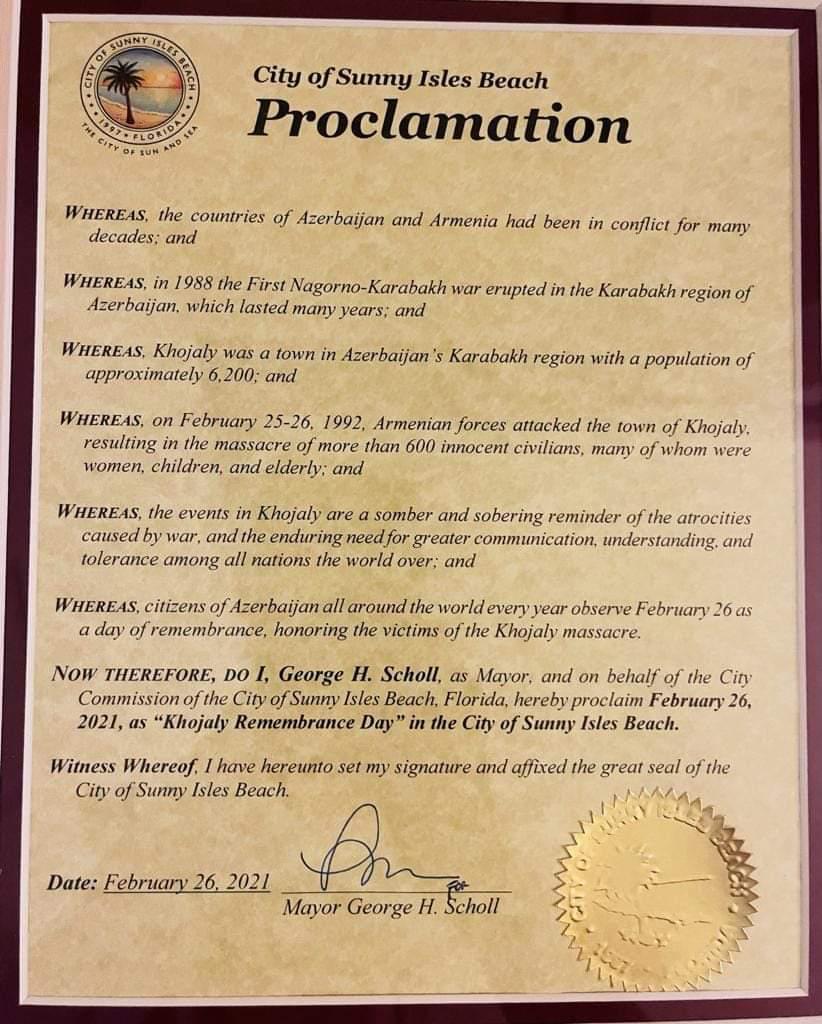 CITY OF SUNNY ISLES BEACH
1997 • FLORIDA
THE CITY OF SUN AND SEA
City of Sunny Isles Beach
Proclamation
WHEREAS, the countries of Azerbaijan and Armenia had been in conflict for many
decades; and
WHEREAS, in 1988 the First Nagorno-Karabakh war erupted in the Karabakh region of
Azerbaijan, which lasted many years; and
WHEREAS, Khojaly was a town in Azerbaijan's Karabakh region with a population of
approximately 6,200; and
WHEREAS, on February 25-26, 1992, Armenian forces attacked the town of Khojaly,
resulting in the massacre of more than 600 innocent civilians, many of whom were
women, children, and elderly; and
WHEREAS, the events in Khojaly are a somber and sobering reminder of the atrocities
caused by war, and the enduring need for greater communication, understanding, and
tolerance among all nations the world over; and
WHEREAS, citizens of Azerbaijan all around the world every year observe February 26 as
a day of remembrance, honoring the victims of the Khojaly massacre.
NOW THEREFORE, DO I, George H. Scholl, as Mayor, and on behalf of the City
Commission of the City of Sunny Isles Beach, Florida, hereby proclaim February 26,
2021, as “Khojaly Remembrance Day” in the City of Sunny Isles Beach.
Witness Whereof, I have hereunto set my signature and affixed the great seal of the
City of Sunny Isles Beach.
Date: February 26, 2021
For
Mayor George H. Scholl
CITY OF SUNNY ISLES BEACH